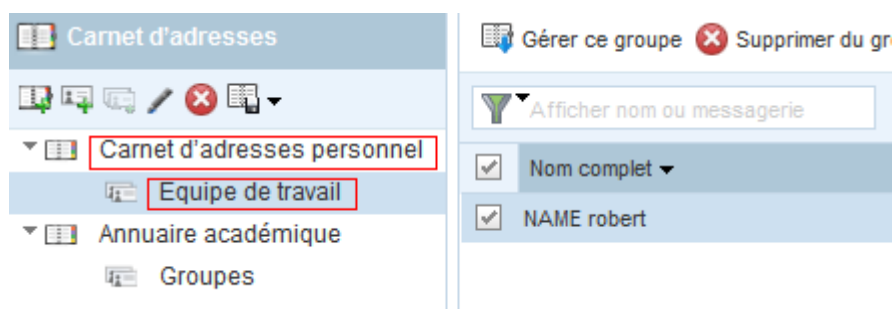 Carnet d'adresses
Gérer ce groupe Supprimer du gr
Afficher nom ou messagerie
Carnet d'adresses personnel
Equipe de travail
Annuaire académique
Groupes
Nom complet
NAME robert